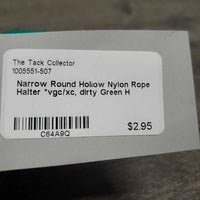 The Tack Collector
1005551-507
Narrow Round Hollow Nylon Rope
Halter *vgc/xc, dirty Green H
C64A9Q
$2.95